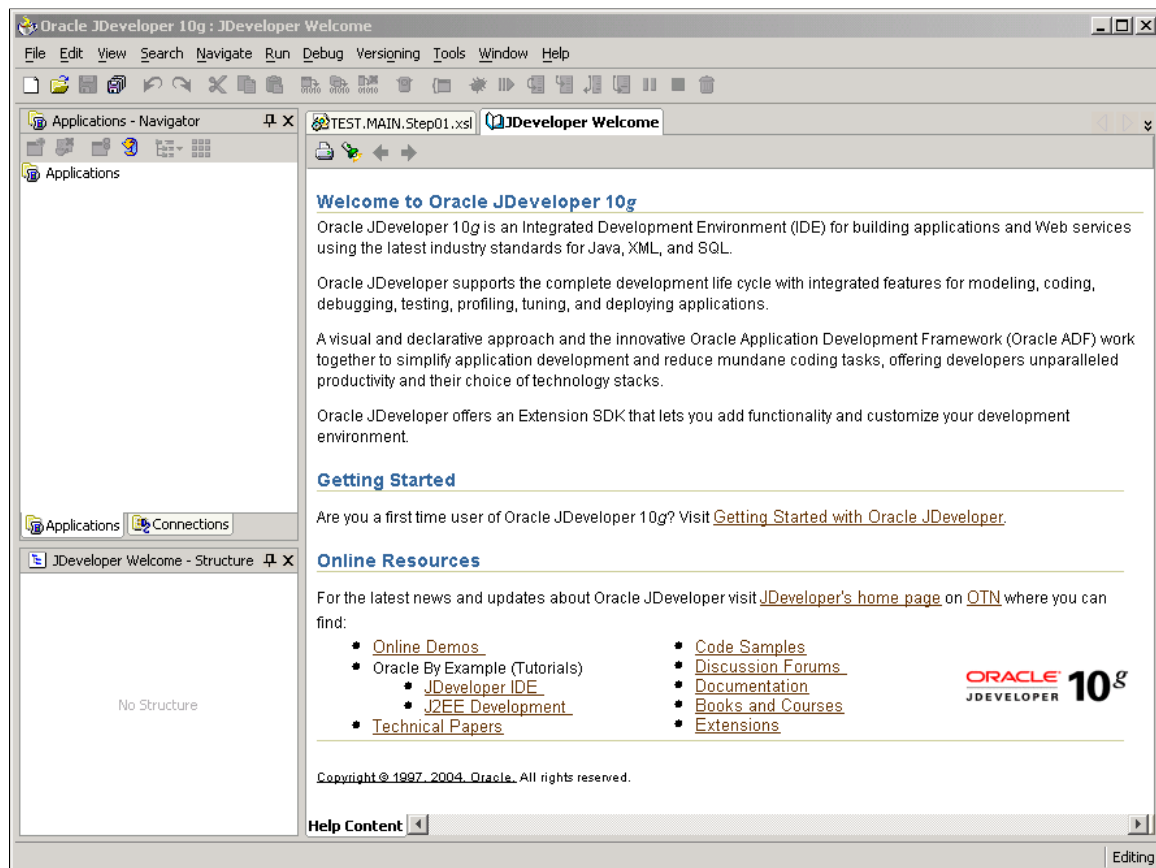 Oracle JDeveloper 10g : JDeveloper Welcome
File Edit View Search Navigate Run Debug Versioning Tools Window Help
Applications - Navigator
TEST.MAIN.Step01.xsl JDeveloper Welcome
Applications
Welcome to Oracle JDeveloper 10g
Oracle JDeveloper 10g is an Integrated Development Environment (IDE) for building applications and Web services
using the latest industry standards for Java, XML, and SQL.
Oracle JDeveloper supports the complete development life cycle with integrated features for modeling, coding,
debugging, testing, profiling, tuning, and deploying applications.
A visual and declarative approach and the innovative Oracle Application Development Framework (Oracle ADF) work
together to simplify application development and reduce mundane coding tasks, offering developers unparalleled
productivity and their choice of technology stacks.
Oracle JDeveloper offers an Extension SDK that lets you add functionality and customize your development
environment.
Getting Started
Are you a first time user of Oracle JDeveloper 10g? Visit Getting Started with Oracle JDeveloper.
Applications Connections
JDeveloper Welcome - Structure
No Structure
Online Resources
For the latest news and updates about Oracle JDeveloper visit JDeveloper's home page on OTN where you can
find:
Online Demos
Oracle By Example (Tutorials)
JDeveloper IDE
J2EE Development
Technical Papers
Code Samples
Discussion Forums
Documentation
Books and Courses
Extensions
ORACLE
JDEVELOPER 10g
Copyright © 1997, 2004, Oracle. All rights reserved.
Help Content
Editing